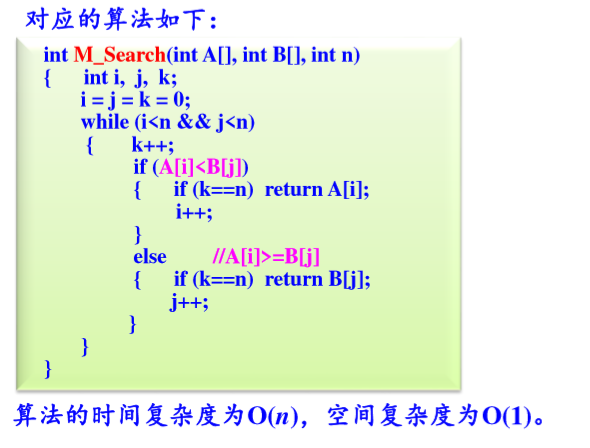 对应的算法如下：
int M_Search(int A[], int B[], int n)
{ int i, j, k;
i = j = k = 0;
while (i<n && j<n)
{ k++;
if (A[i]<B[j])
{ if (k==n) return A[i];
i++;
}
else //A[i]>=B[j]
{ if (k==n) return B[j];
j++;
}
}
}
算法的时间复杂度为O(n)，空间复杂度为O(1)。